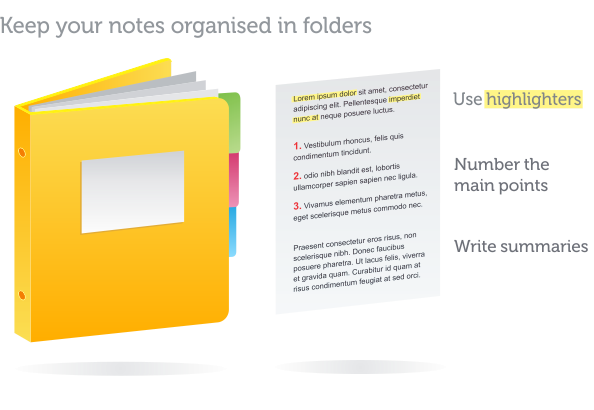 Keep your notes organised in folders
Lorem ipsum dolor sit amet, consectetur
adipiscing elit. Pellentesque imperdiet
nunc at neque posuere luctus.
1. Vestibulum rhoncus, felis quis
condimentum tincidunt.
2. odio nibh blandit est, lobortis
ullamcorper sapien sapien nec ligula.
3. Vivamus elementum pharetra metus,
eget scelerisque metus commodo nec.
Praesent consectetur eros risus, non
scelerisque nibh. Donec faucibus
posuere pharetra. Ut lacus felis, viverra
et gravida quam. Curabitur id quam at
risus condimentum feugiat at sed orci.
Use highlighters
Number the
main points
Write summaries